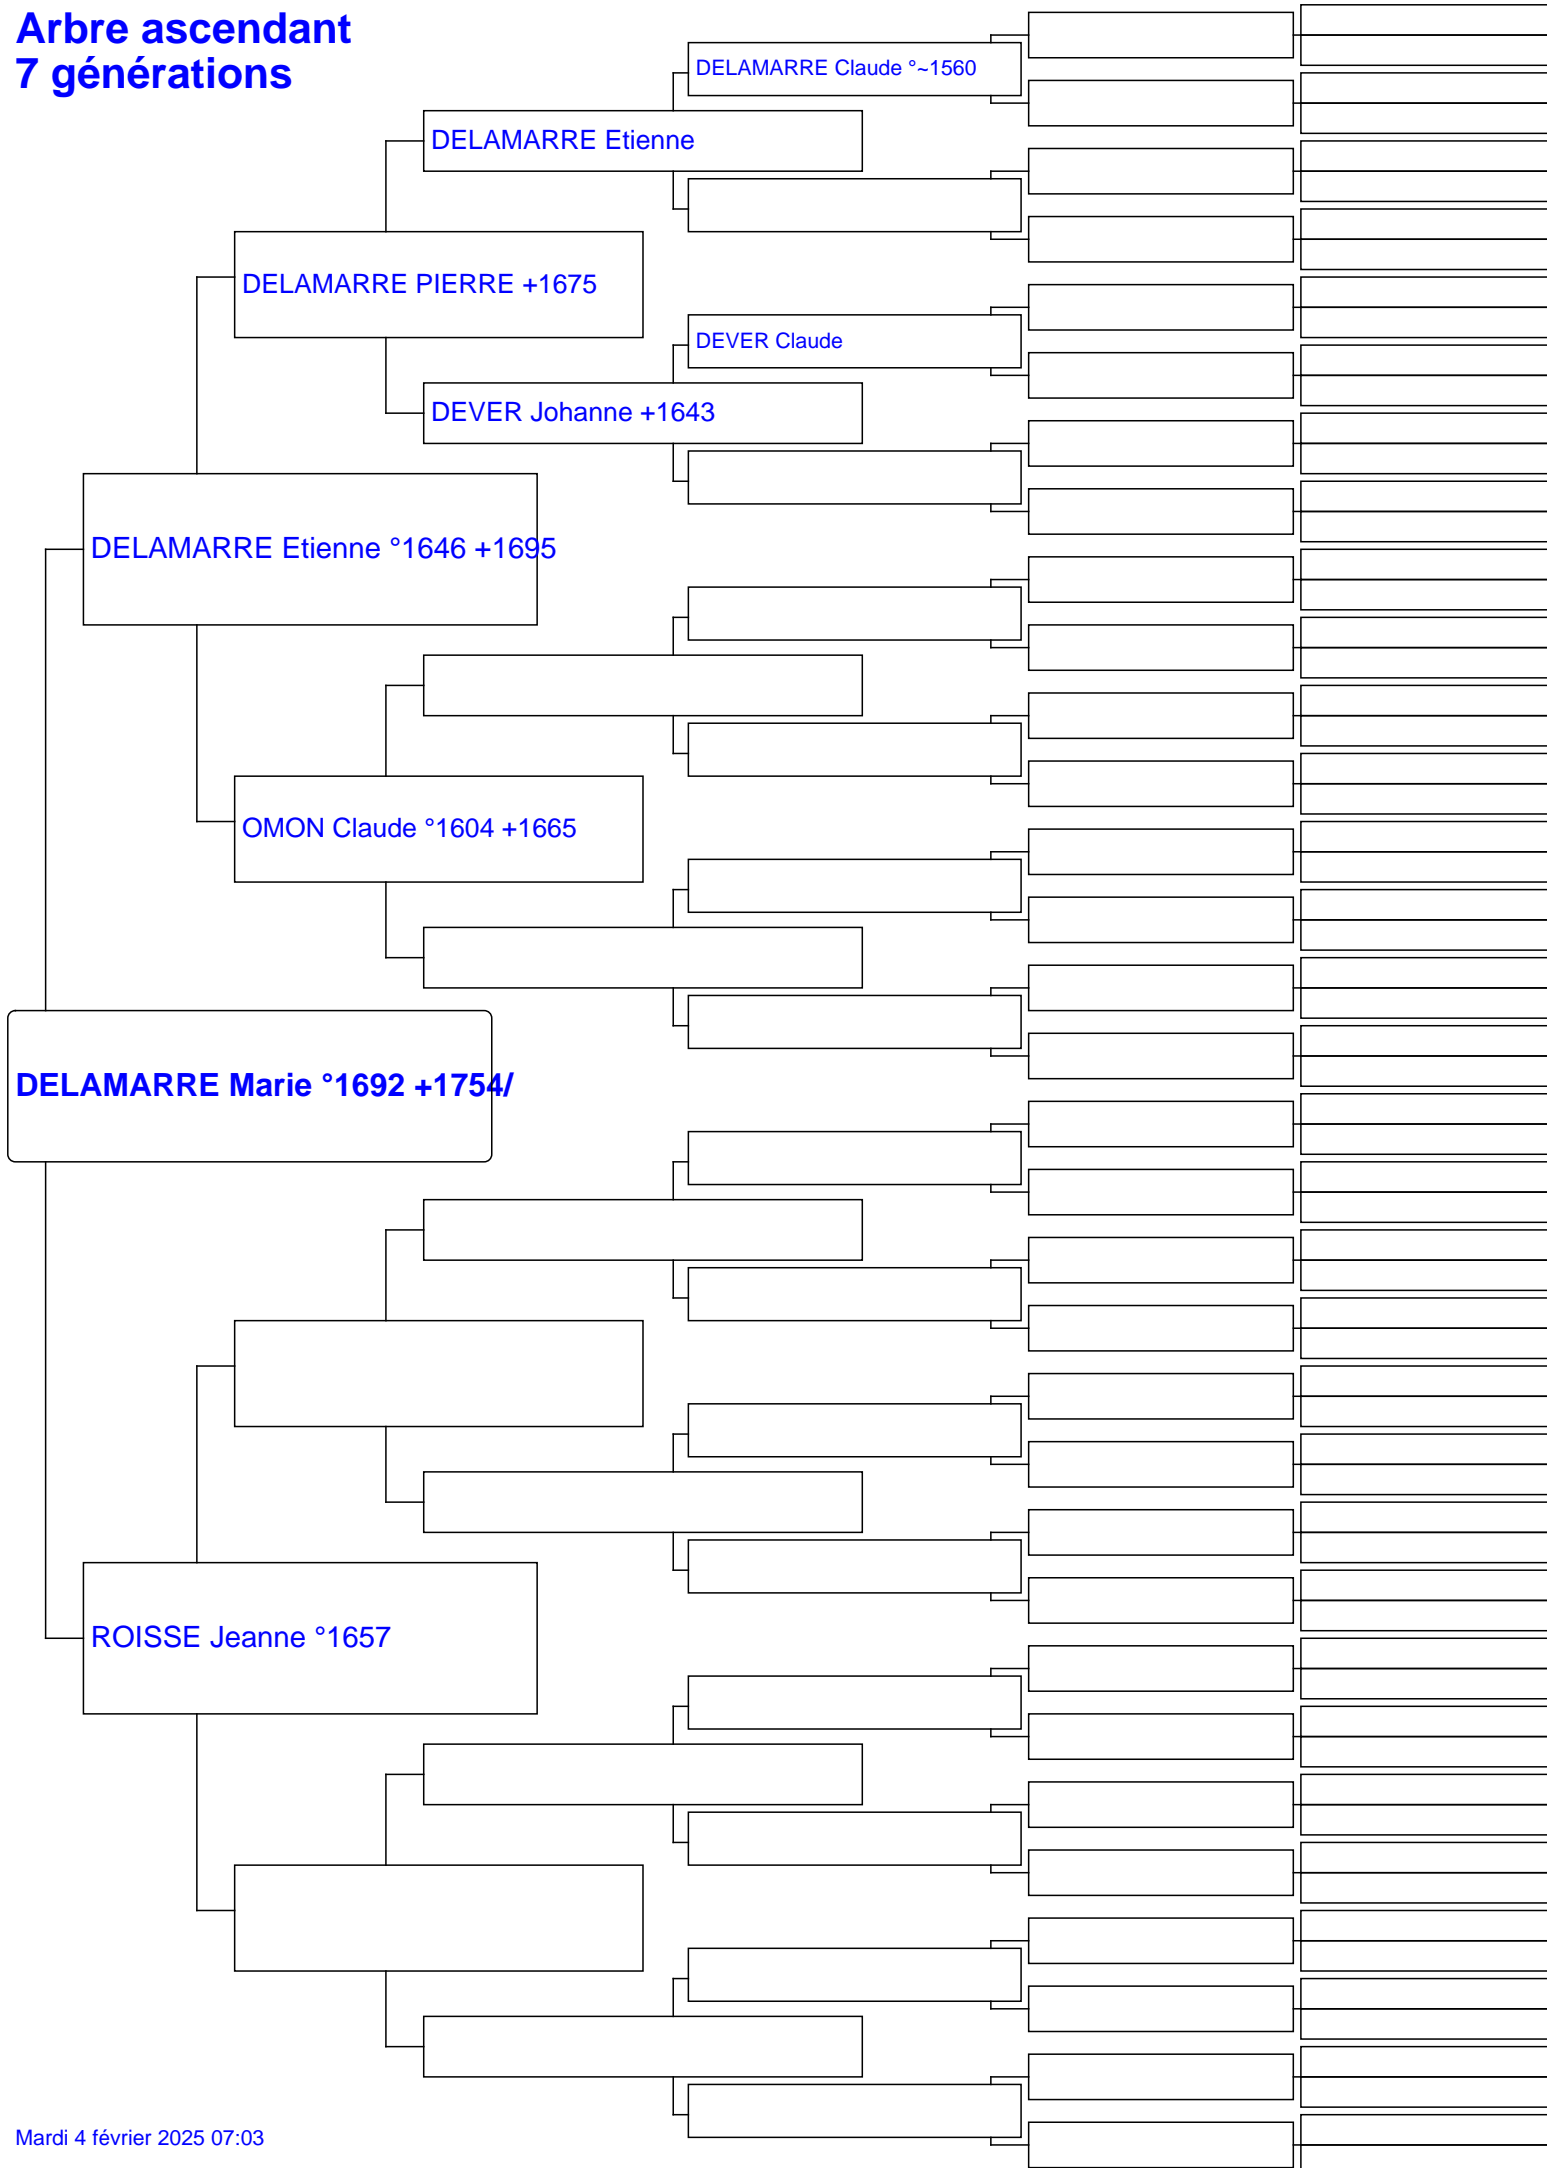 Arbre ascendant
7 générations
DELAMARRE Claude °~1560
DELAMARRE Etienne
DELAMARRE PIERRE +1675
DEVER Claude
DEVER Johanne +1643
DELAMARRE Etienne °1646 +1695
OMON Claude °1604 +1665
DELAMARRE Marie °1692 +1754/
ROISSE Jeanne °1657
Mardi 4 février 2025 07:03